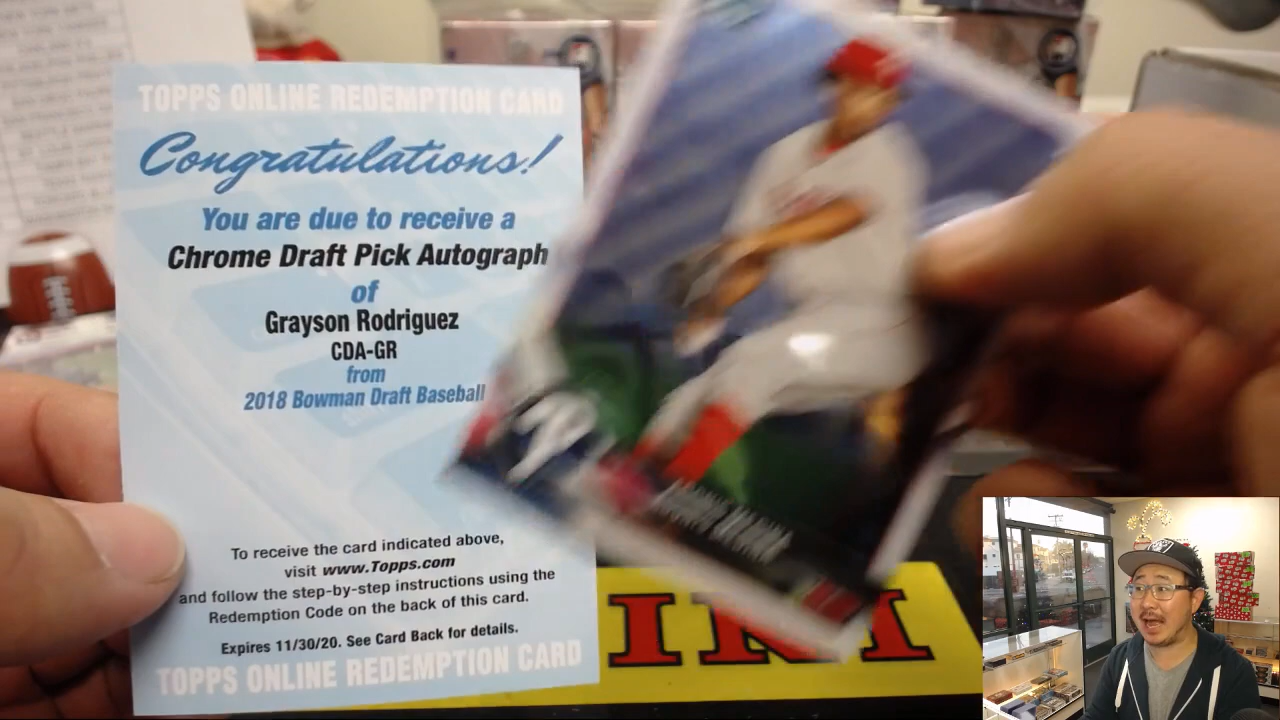 TOPPS ONLINE REDEMPTION CARD
Congratulations!
You are due to receive a
Chrome Draft Pick Autograph
of
Grayson Rodriguez
CDA-GR
from
2018 Bowman Draft Baseball
To receive the card indicated above,
visit www.Topps.com
and follow the step-by-step instructions using the
Redemption Code on the back of this card.
Expires 11/30/20. See Card Back for details.
TOPPS ONLINE REDEMPTION CARD